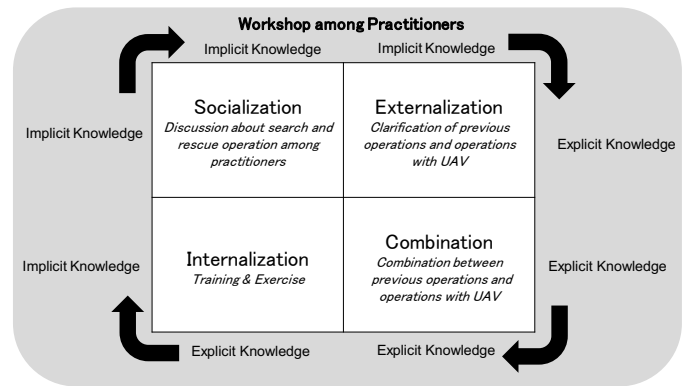 Workshop among Practitioners
Implicit Knowledge
Implicit Knowledge
Implicit Knowledge
Socialization
Discussion about search and
rescue operation among
practitioners
Externalization
Clarification of previous
operations and operations
with UAV
Explicit Knowledge
Implicit Knowledge
Internalization
Training & Exercise
Combination
Combination between
previous operations and
operations with UAV
Explicit Knowledge
Explicit Knowledge
Explicit Knowledge